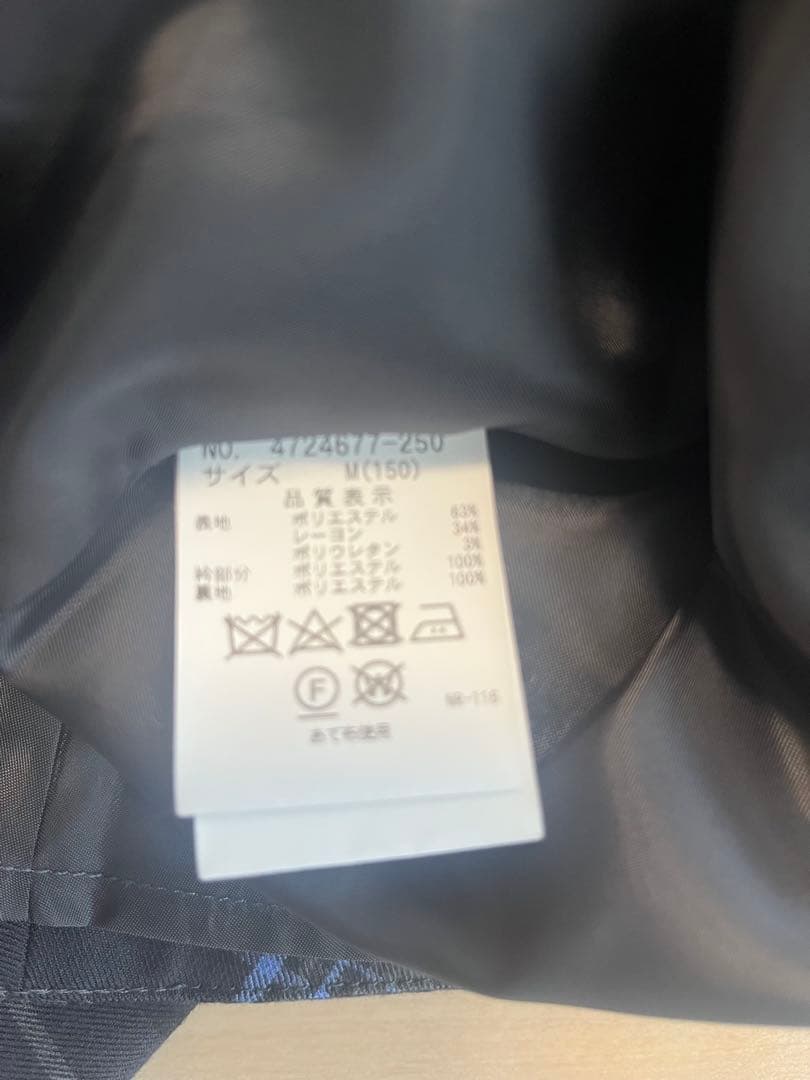 NO. 4724677-250
サイズ M(150)
品質表示
表地 ポリエステル 63%
レーヨン 34%
ポリウレタン 3%
衿部分 ポリエステル 100%
裏地 ポリエステル 100%
F W
あて布使用